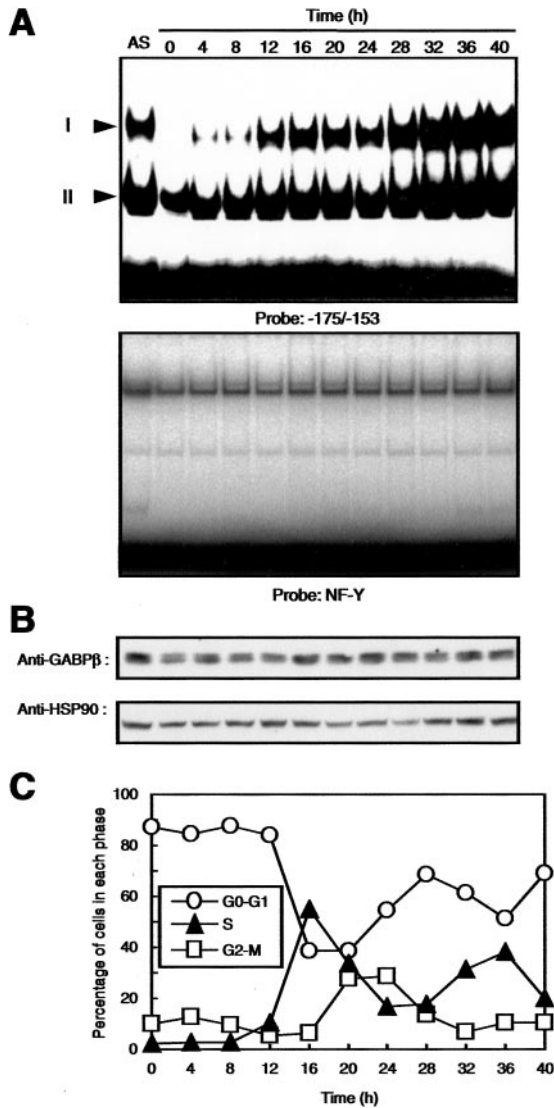 A
Time (h)
AS 0 4 8 12 16 20 24 28 32 36 40
I
II
Probe: -175/-153
Probe: NF-Y
B
Anti-GABPβ :
Anti-HSP90 :
C
Percentage of cells in each phase
100
80
60
40
20
0
G0-G1
S
G2-M
0 4 8 12 16 20 24 28 32 36 40
Time (h)